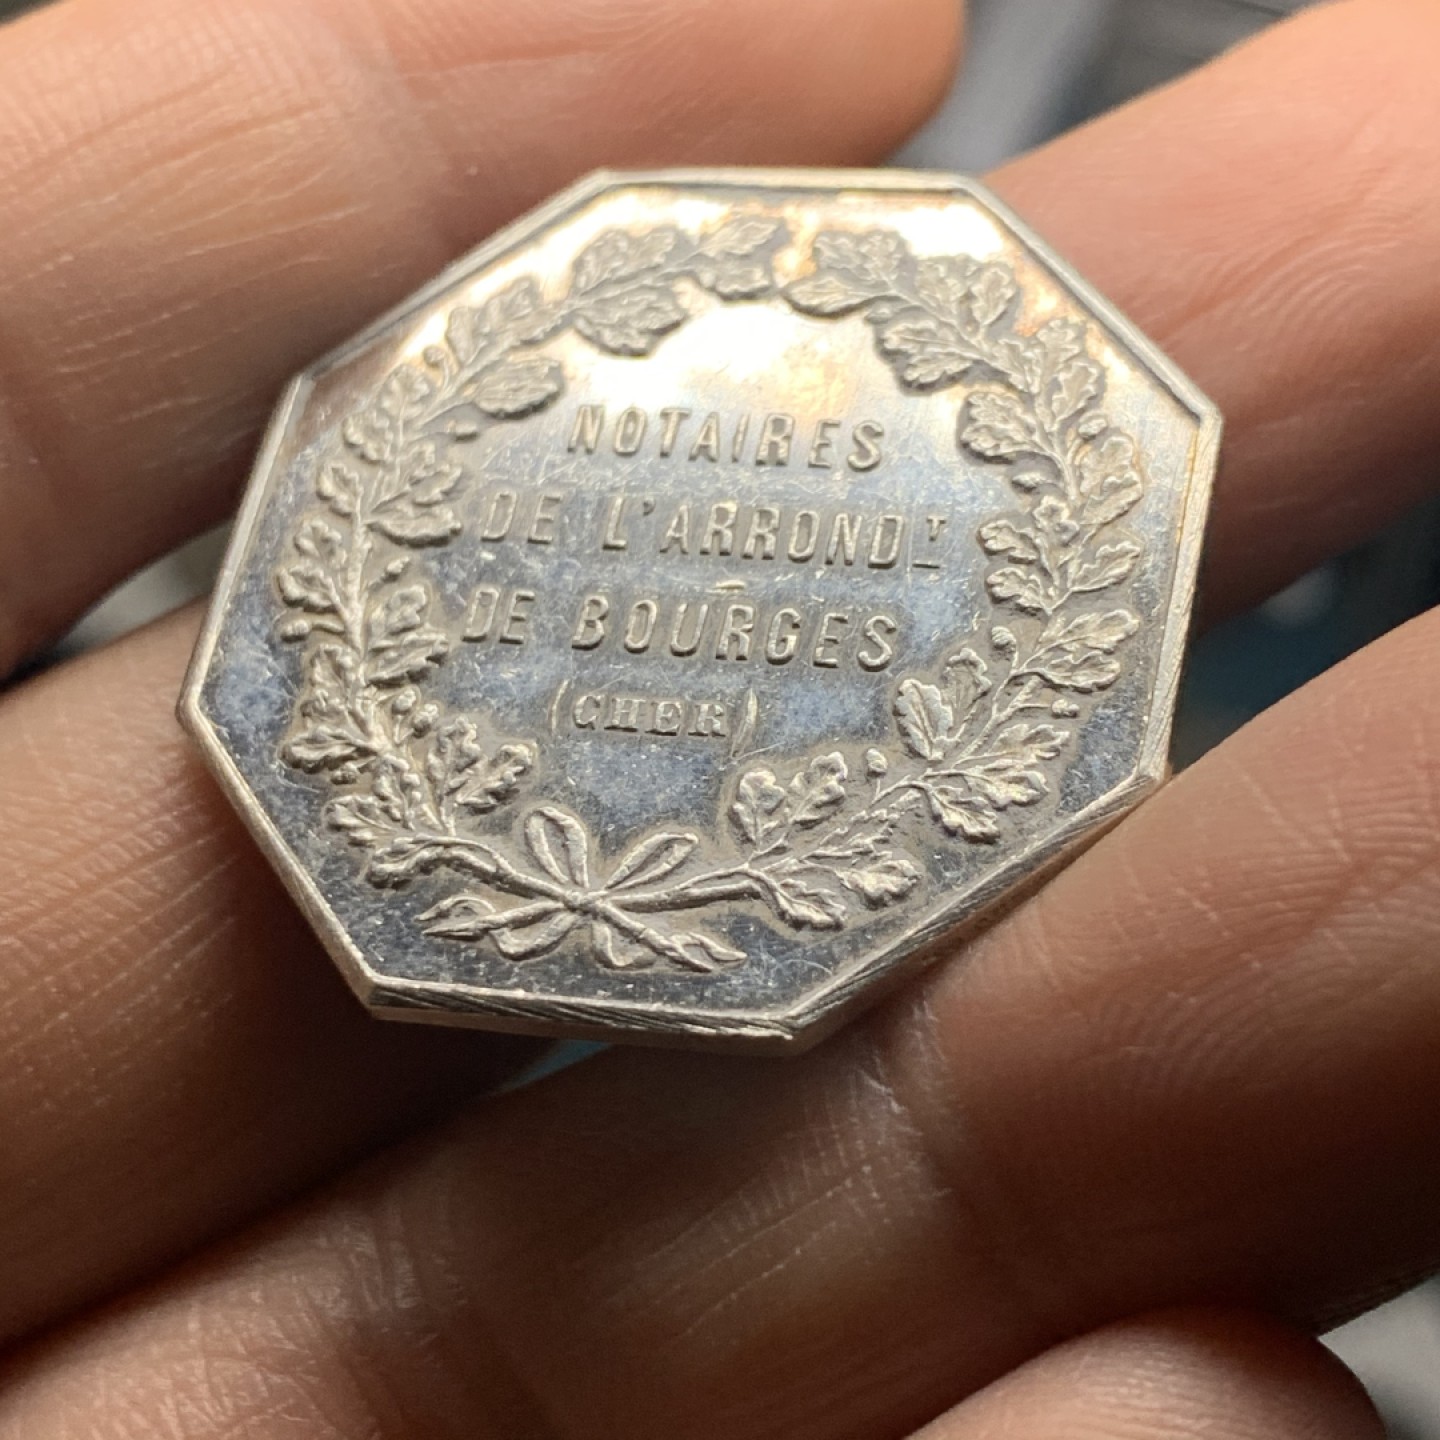 NOTAIRES
DE L'ARRONDT
DE BOURGES
(CHER)